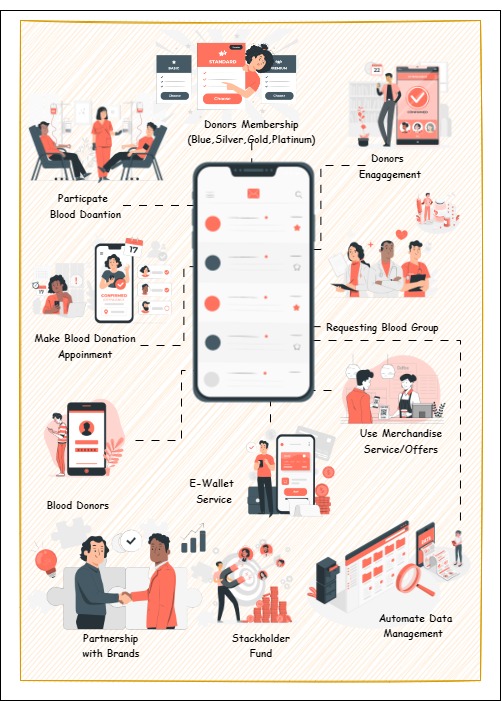 BASIC
STANDARD
PREMIUM
Choose
Choose
Choose
Donors Membership
(Blue,Silver,Gold,Platinum)
22
CONFIRMED
Donors
Enagagement
Particpate
Blood Doantion
17
17
CONFIRMED
Make Blood Donation
Appoinment
Requesting Blood Group
Use Merchandise
Service/Offers
Blood Donors
E-Wallet
Service
Partnership
with Brands
Stackholder
Fund
Automate Data
Management